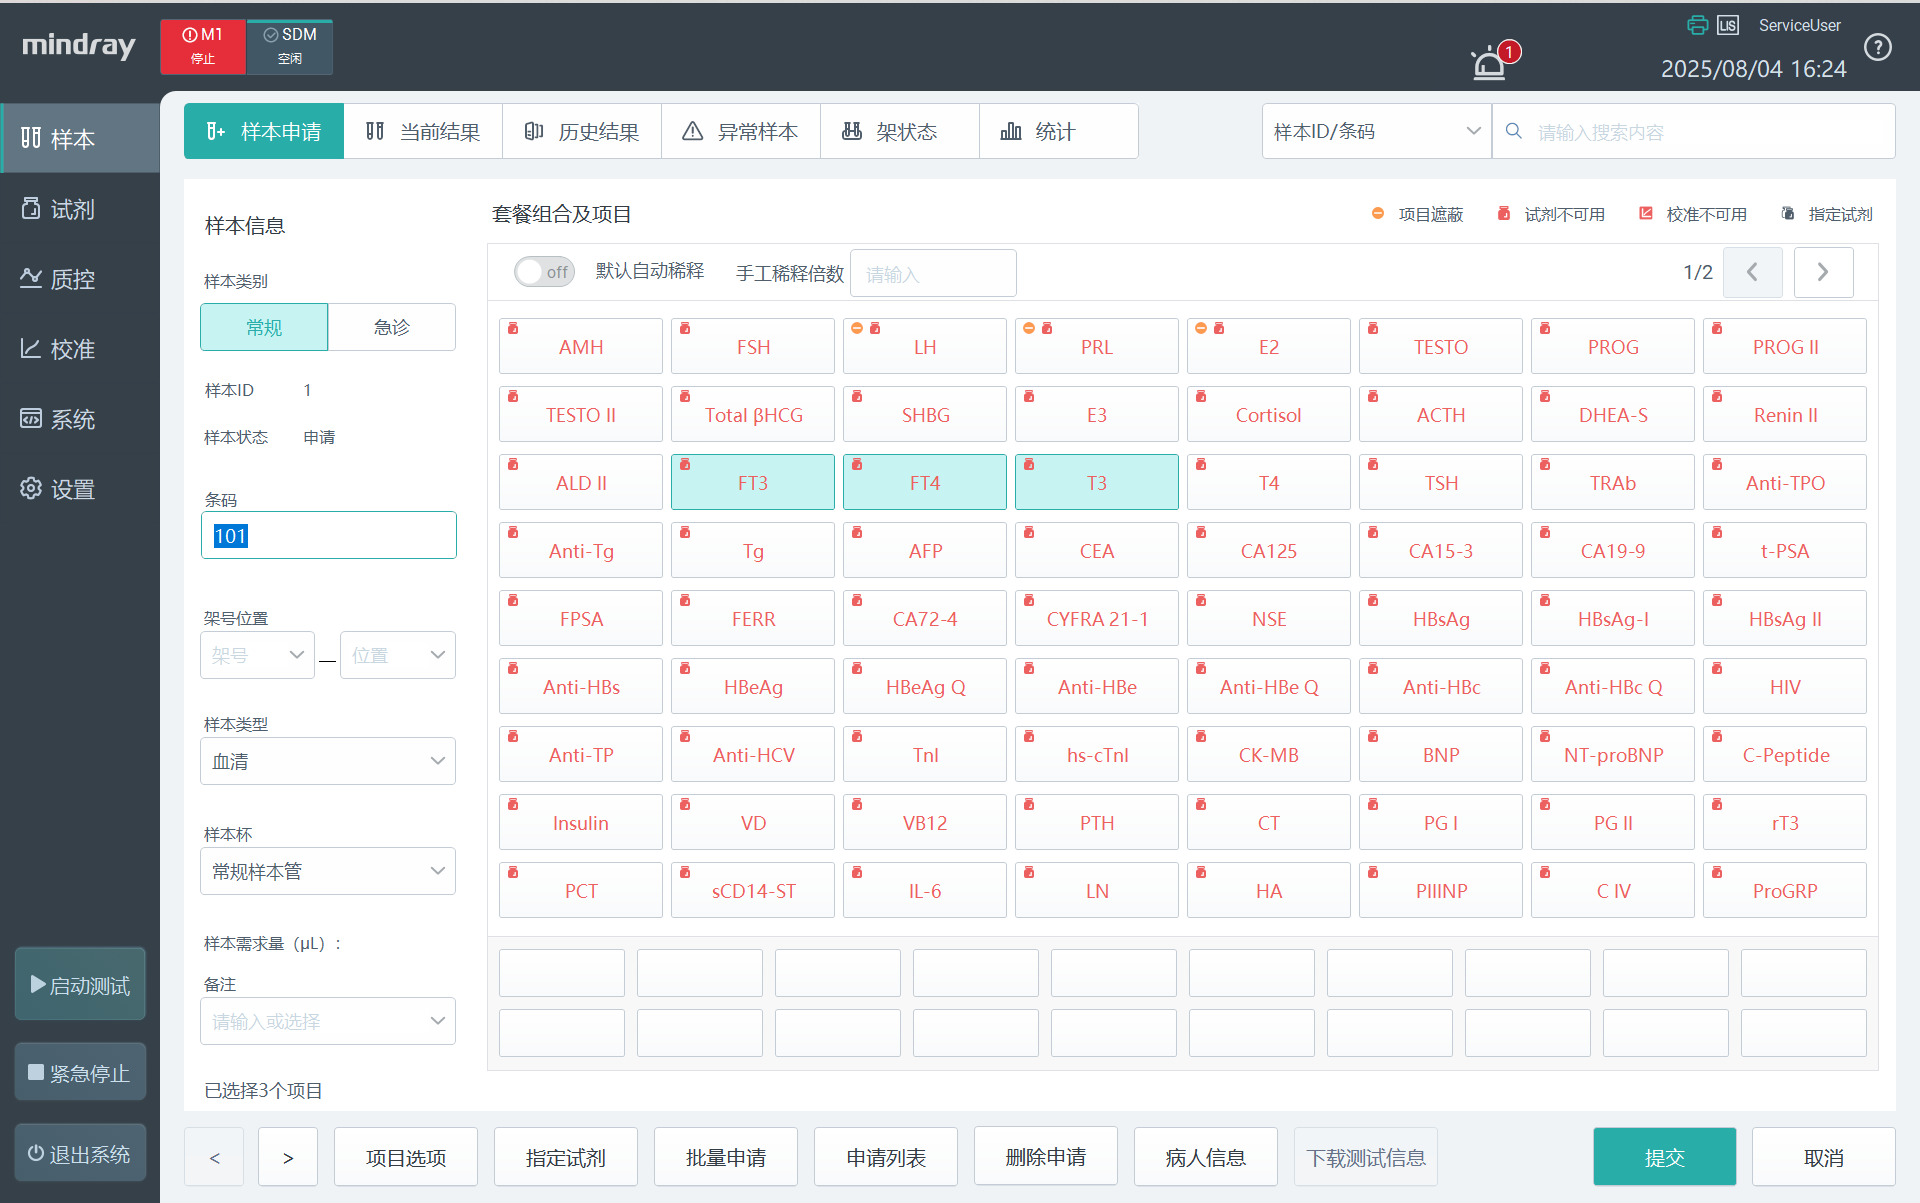 mindray
M1
停止
SDM
空闲
1
LIS
ServiceUser
2025/08/04 16:24
样本
试剂
质控
校准
系统
设置
启动测试
紧急停止
退出系统
样本申请
当前结果
历史结果
异常样本
架状态
统计
样本ID/条码
请输入搜索内容
样本信息
样本类别
常规
急诊
样本ID 1
样本状态 申请
条码
101
架号位置
架号 — 位置
样本类型
血清
样本杯
常规样本管
样本需求量（μL）:
备注
请输入或选择
已选择3个项目
套餐组合及项目
项目遮蔽
试剂不可用
校准不可用
指定试剂
off 默认自动稀释 手工稀释倍数 请输入
1/2
AMH FSH LH PRL E2 TESTO PROG PROG II
TESTO II Total βHCG SHBG E3 Cortisol ACTH DHEA-S Renin II
ALD II FT3 FT4 T3 T4 TSH TRAb Anti-TPO
Anti-Tg Tg AFP CEA CA125 CA15-3 CA19-9 t-PSA
FPSA FERR CA72-4 CYFRA 21-1 NSE HBsAg HBsAg-I HBsAg II
Anti-HBs HBeAg HBeAg Q Anti-HBe Anti-HBe Q Anti-HBc Anti-HBc Q HIV
Anti-TP Anti-HCV TnI hs-cTnI CK-MB BNP NT-proBNP C-Peptide
Insulin VD VB12 PTH CT PG I PG II rT3
PCT sCD14-ST IL-6 LN HA PIIINP C IV ProGRP
< > 项目选项 指定试剂 批量申请 申请列表 删除申请 病人信息 下载测试信息 提交 取消